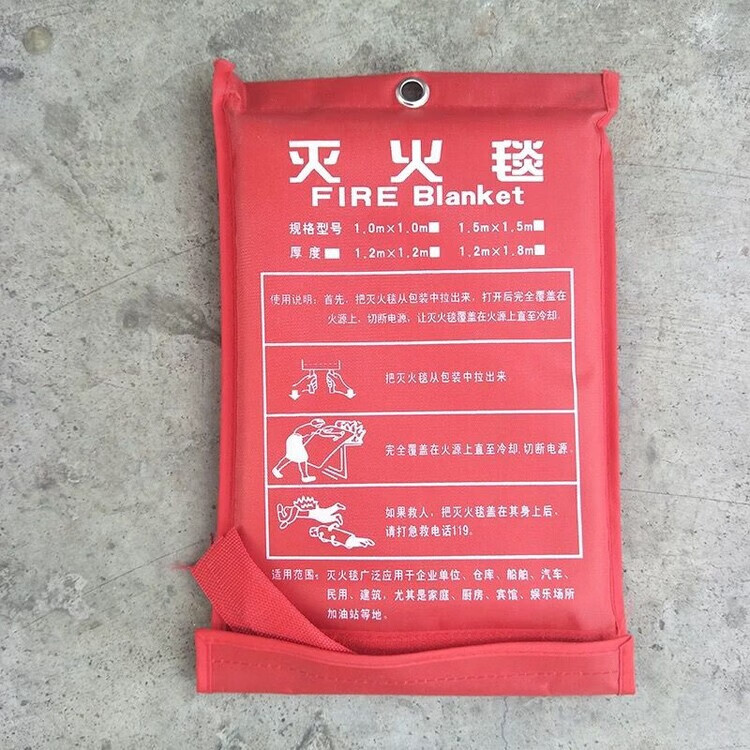 灭火毯
FIRE Blanket
规格型号 1.0m×1.0m■ 1.5m×1.5m■
厚度■ 1.2m×1.2m■ 1.2m×1.8m■
使用说明：首先，把灭火毯从包装中拉出来，打开后完全覆盖在
火源上，切断电源，让灭火毯覆盖在火源上直至冷却.
把灭火毯从包装中拉出来
完全覆盖在火源上直至冷却,切断电源。
如果救人，把灭火毯盖在其身上后，
请打急救电话119。
适用范围：灭火毯广泛应用于企业单位、仓库、船舶、汽车、
民用、建筑，尤其是家庭、厨房、宾馆、娱乐场所
加油站等地。